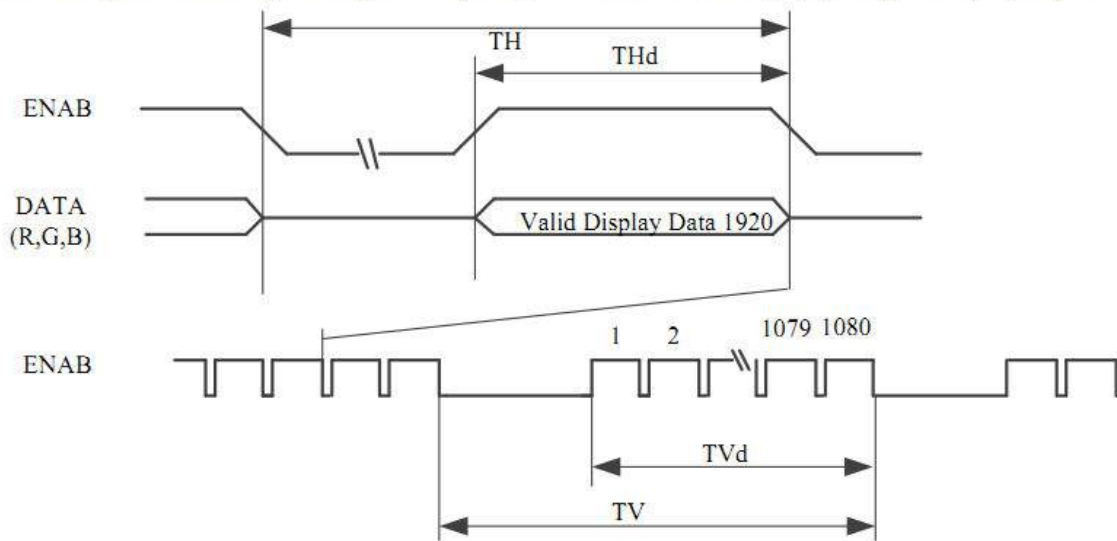 TH
THd
ENAB
DATA
(R,G,B)
Valid Display Data 1920
1 2 1079 1080
ENAB
TVd
TV